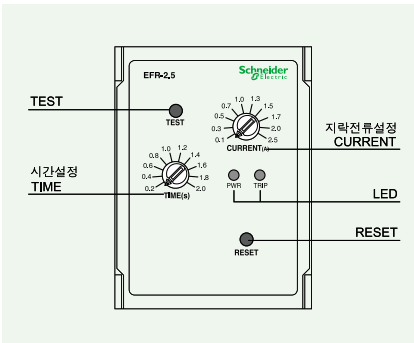 EFR-2.5
Schneider
Electric
TEST
TEST
0.1
0.3
0.5
0.7
1.0
1.3
1.5
1.7
2.0
2.5
CURRENT(A)
지락전류설정
CURRENT
시간설정
TIME
0.2
0.4
0.6
0.8
1.0
1.2
1.4
1.6
1.8
2.0
TIME(s)
PWR
TRIP
LED
RESET
RESET